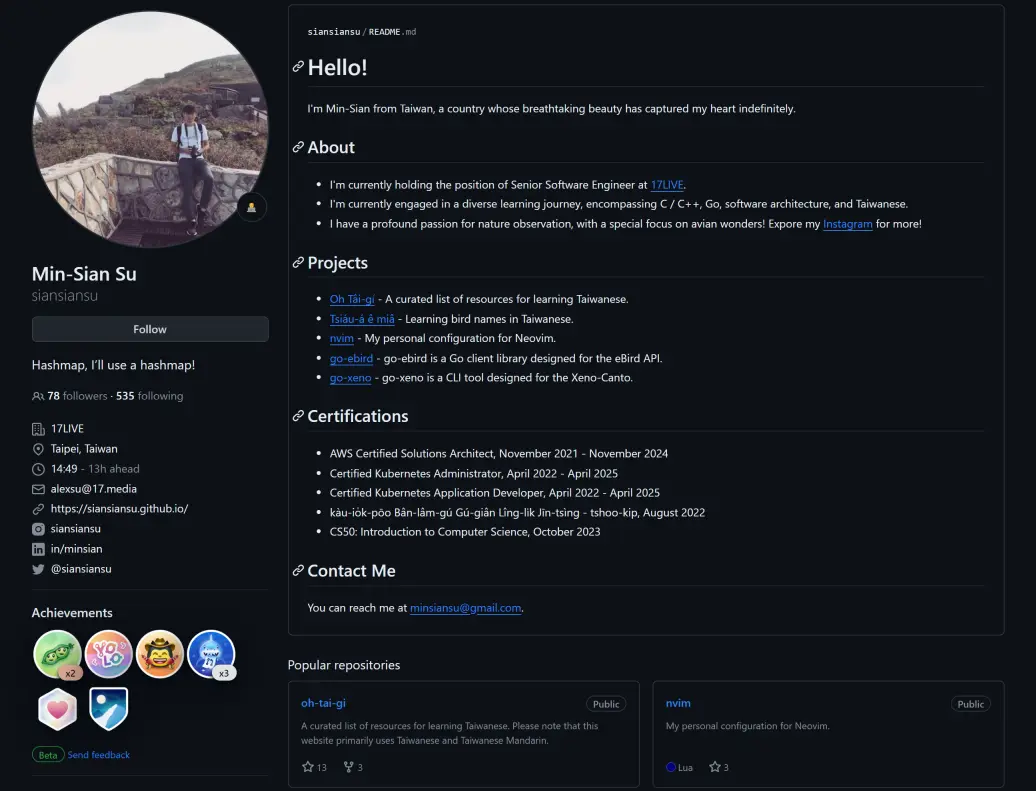 siansiansu/README.md
Hello!
I'm Min-Sian from Taiwan, a country whose breathtaking beauty has captured my heart indefinitely.
About
I'm currently holding the position of Senior Software Engineer at 17LIVE.
I'm currently engaged in a diverse learning journey, encompassing C / C++, Go, software architecture, and Taiwanese.
I have a profound passion for nature observation, with a special focus on avian wonders! Expore my Instagram for more!
Projects
Oh Tâi-gí - A curated list of resources for learning Taiwanese.
Tsiáu-á ê miâ - Learning bird names in Taiwanese.
nvim - My personal configuration for Neovim.
go-ebird - go-ebird is a Go client library designed for the eBird API.
go-xeno - go-xeno is a CLI tool designed for the Xeno-Canto.
Certifications
AWS Certified Solutions Architect, November 2021 - November 2024
Certified Kubernetes Administrator, April 2022 - April 2025
Certified Kubernetes Application Developer, April 2022 - April 2025
kàu-io̍k-pōo Bân-lâm-gú Gú-giân Lîng-li̍k Jīn-tsìng - tshoo-kip, August 2022
CS50: Introduction to Computer Science, October 2023
Contact Me
You can reach me at minsiansu@gmail.com.
Min-Sian Su
siansiansu
Follow
Hashmap, I’ll use a hashmap!
78 followers · 535 following
17LIVE
Taipei, Taiwan
14:49 - 13h ahead
alexsu@17.media
https://siansiansu.github.io/
siansiansu
in/minsian
@siansiansu
Achievements
x2
YOLO
x3
Beta Send feedback
Popular repositories
oh-tai-gi Public
A curated list of resources for learning Taiwanese. Please note that this
website primarily uses Taiwanese and Taiwanese Mandarin.
13 3
nvim Public
My personal configuration for Neovim.
Lua 3